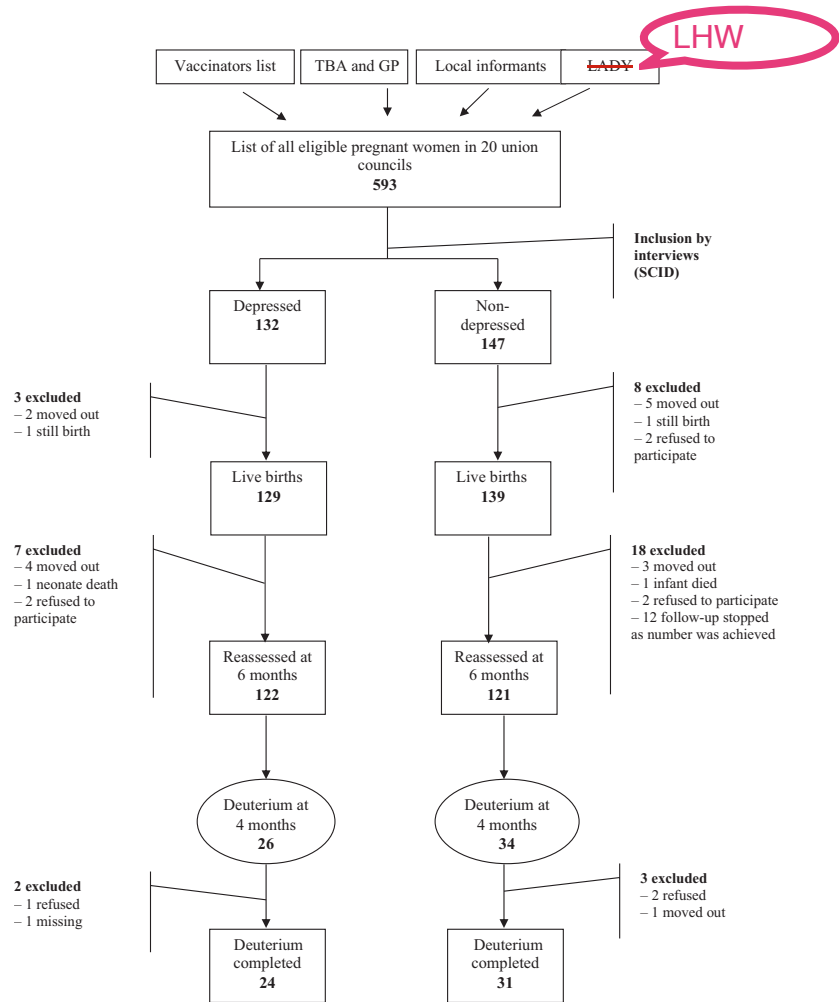 LHW
Vaccinators list
TBA and GP
Local informants
LADY
List of all eligible pregnant women in 20 union
councils
593
Inclusion by
interviews
(SCID)
Depressed
132
Non-
depressed
147
3 excluded
– 2 moved out
– 1 still birth
8 excluded
– 5 moved out
– 1 still birth
– 2 refused to
participate
Live births
129
Live births
139
7 excluded
– 4 moved out
– 1 neonate death
– 2 refused to
participate
18 excluded
– 3 moved out
– 1 infant died
– 2 refused to participate
– 12 follow-up stopped
as number was achieved
Reassessed at
6 months
122
Reassessed at
6 months
121
Deuterium at
4 months
26
Deuterium at
4 months
34
2 excluded
– 1 refused
– 1 missing
3 excluded
– 2 refused
– 1 moved out
Deuterium
completed
24
Deuterium
completed
31